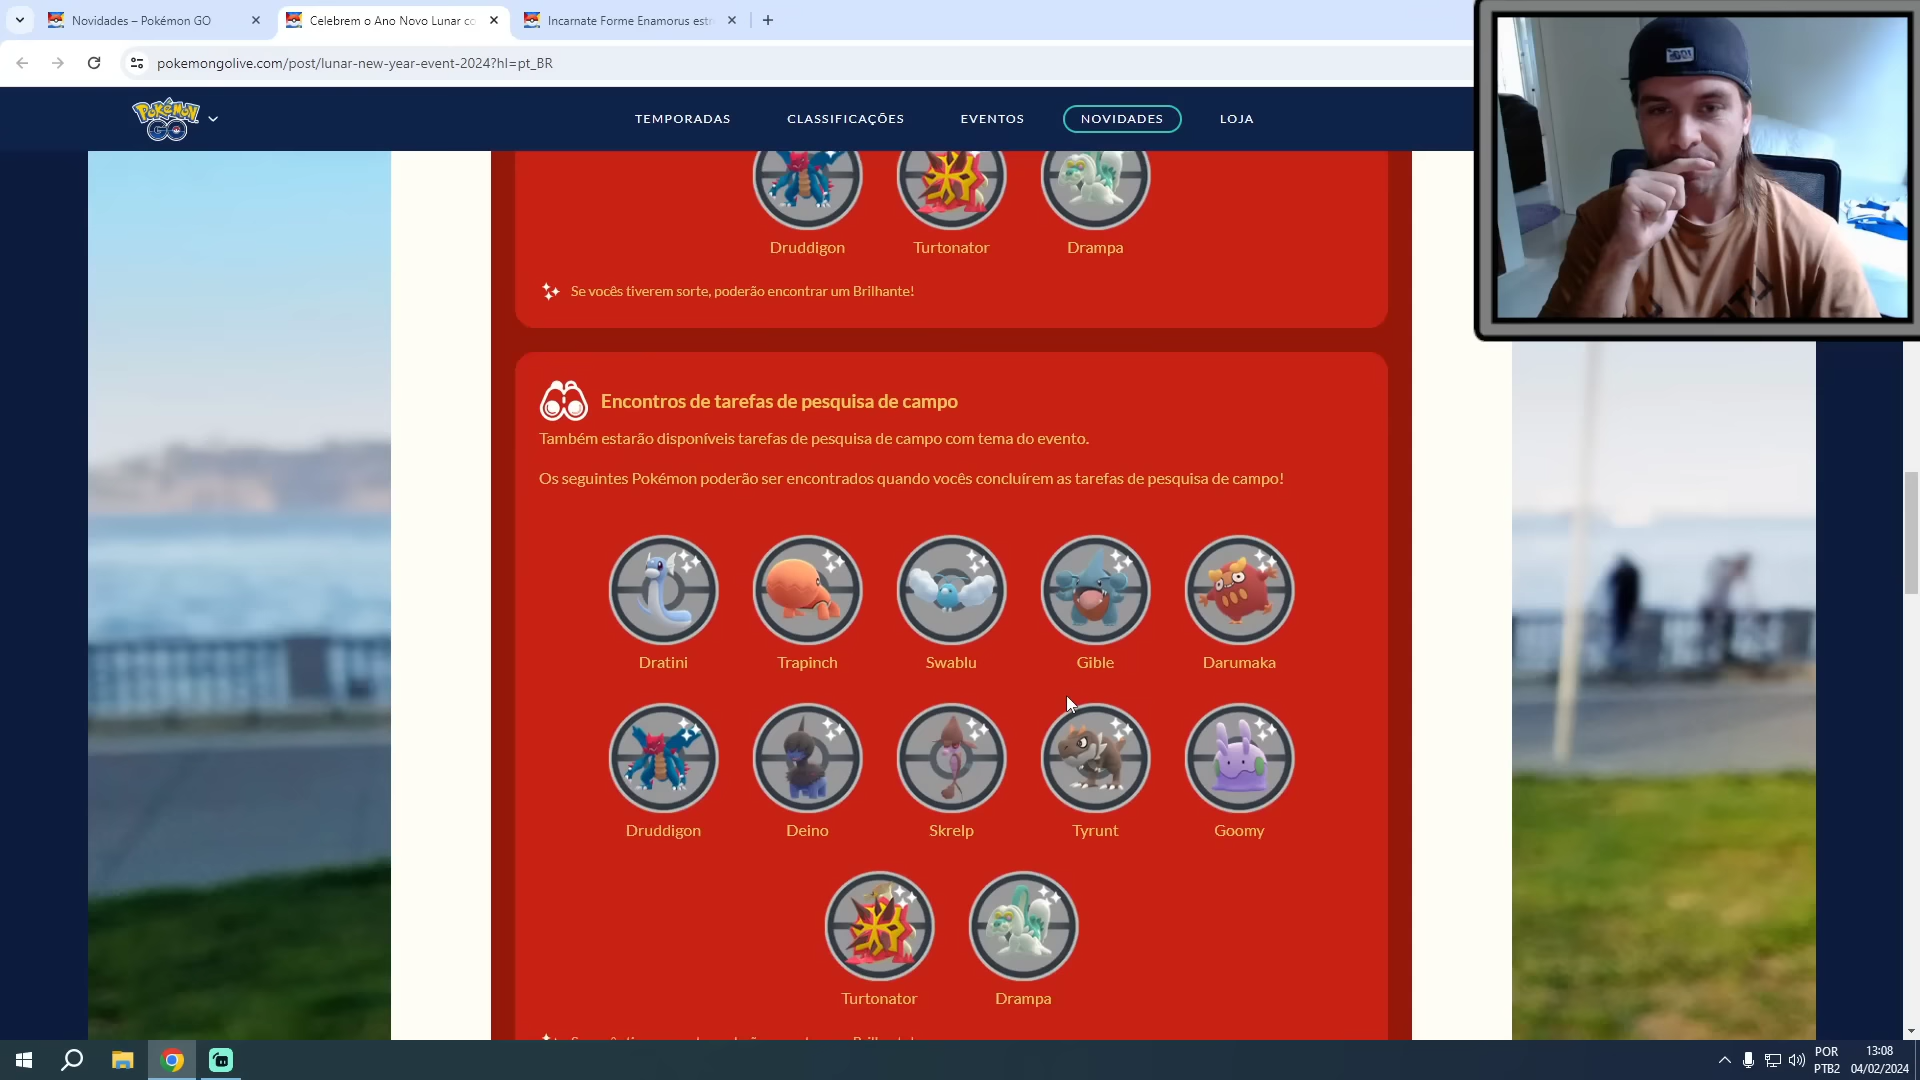 Novidades – Pokémon GO
Celebrem o Ano Novo Lunar co
Incarnate Forme Enamorus estr
pokemongolive.com/post/lunar-new-year-event-2024?hl=pt_BR
POKÉMON GO
TEMPORADAS
CLASSIFICAÇÕES
EVENTOS
NOVIDADES
LOJA
Druddigon
Turtonator
Drampa
Se vocês tiverem sorte, poderão encontrar um Brilhante!
Encontros de tarefas de pesquisa de campo
Também estarão disponíveis tarefas de pesquisa de campo com tema do evento.
Os seguintes Pokémon poderão ser encontrados quando vocês concluírem as tarefas de pesquisa de campo!
Dratini
Trapinch
Swablu
Gible
Darumaka
Druddigon
Deino
Skrelp
Tyrunt
Goomy
Turtonator
Drampa
POR
PTB2
13:08
04/02/2024